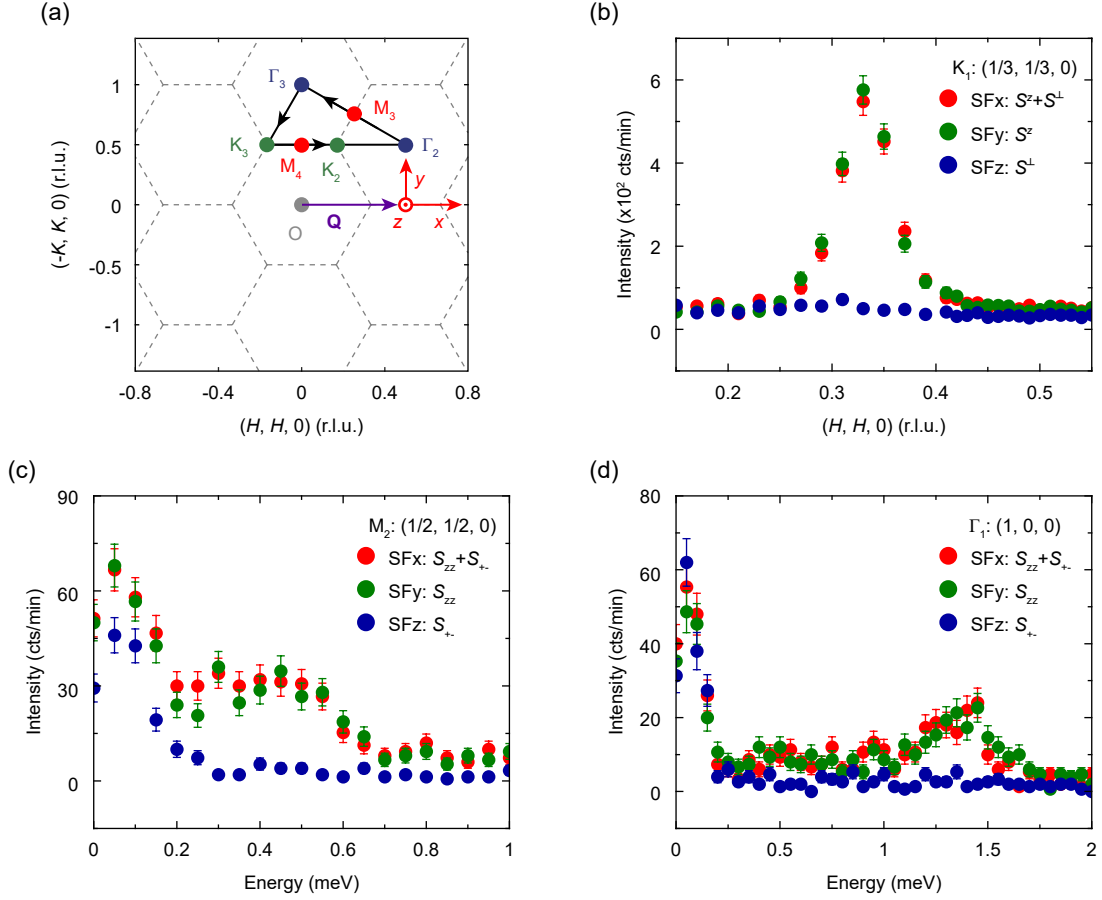 (a)
(-K, K, 0) (r.l.u.)
1
0.5
0
-0.5
-1
-0.8
-0.4
0
0.4
0.8
(H, H, 0) (r.l.u.)
Γ3
M3
K3
M4
K2
Γ2
y
O
Q
z
x
(b)
Intensity (x10² cts/min)
6
4
2
0
0.2
0.3
0.4
0.5
(H, H, 0) (r.l.u.)
K1: (1/3, 1/3, 0)
SFx: Sᶻ+S^⊥
SFy: Sᶻ
SFz: S^⊥
(c)
Intensity (cts/min)
90
60
30
0
0
0.2
0.4
0.6
0.8
1
Energy (meV)
M2: (1/2, 1/2, 0)
SFx: Szz+S+-
SFy: Szz
SFz: S+-
(d)
Intensity (cts/min)
80
60
40
20
0
0.0
0.5
1.0
1.5
2
Energy (meV)
Γ1: (1, 0, 0)
SFx: Szz+S+-
SFy: Szz
SFz: S+-